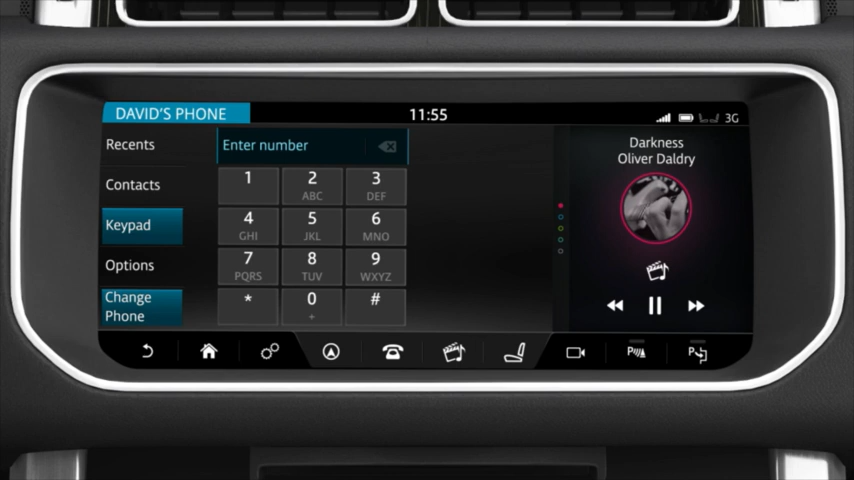 DAVID'S PHONE
11:55
3G
Recents
Contacts
Keypad
Options
Change
Phone
Enter number
1
2
ABC
3
DEF
4
GHI
5
JKL
6
MNO
7
PQRS
8
TUV
9
WXYZ
*
0
+
#
Darkness
Oliver Daldry
P
P